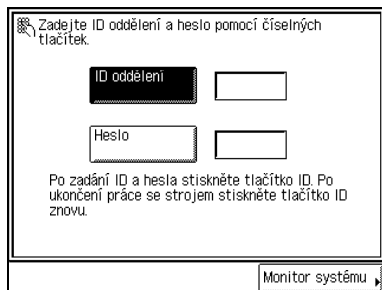 Zadejte ID oddělení a heslo pomocí číselných
tlačítek.
ID oddělení
Heslo
Po zadání ID a hesla stiskněte tlačítko ID. Po
ukončení práce se strojem stiskněte tlačítko ID
znovu.
Monitor systému